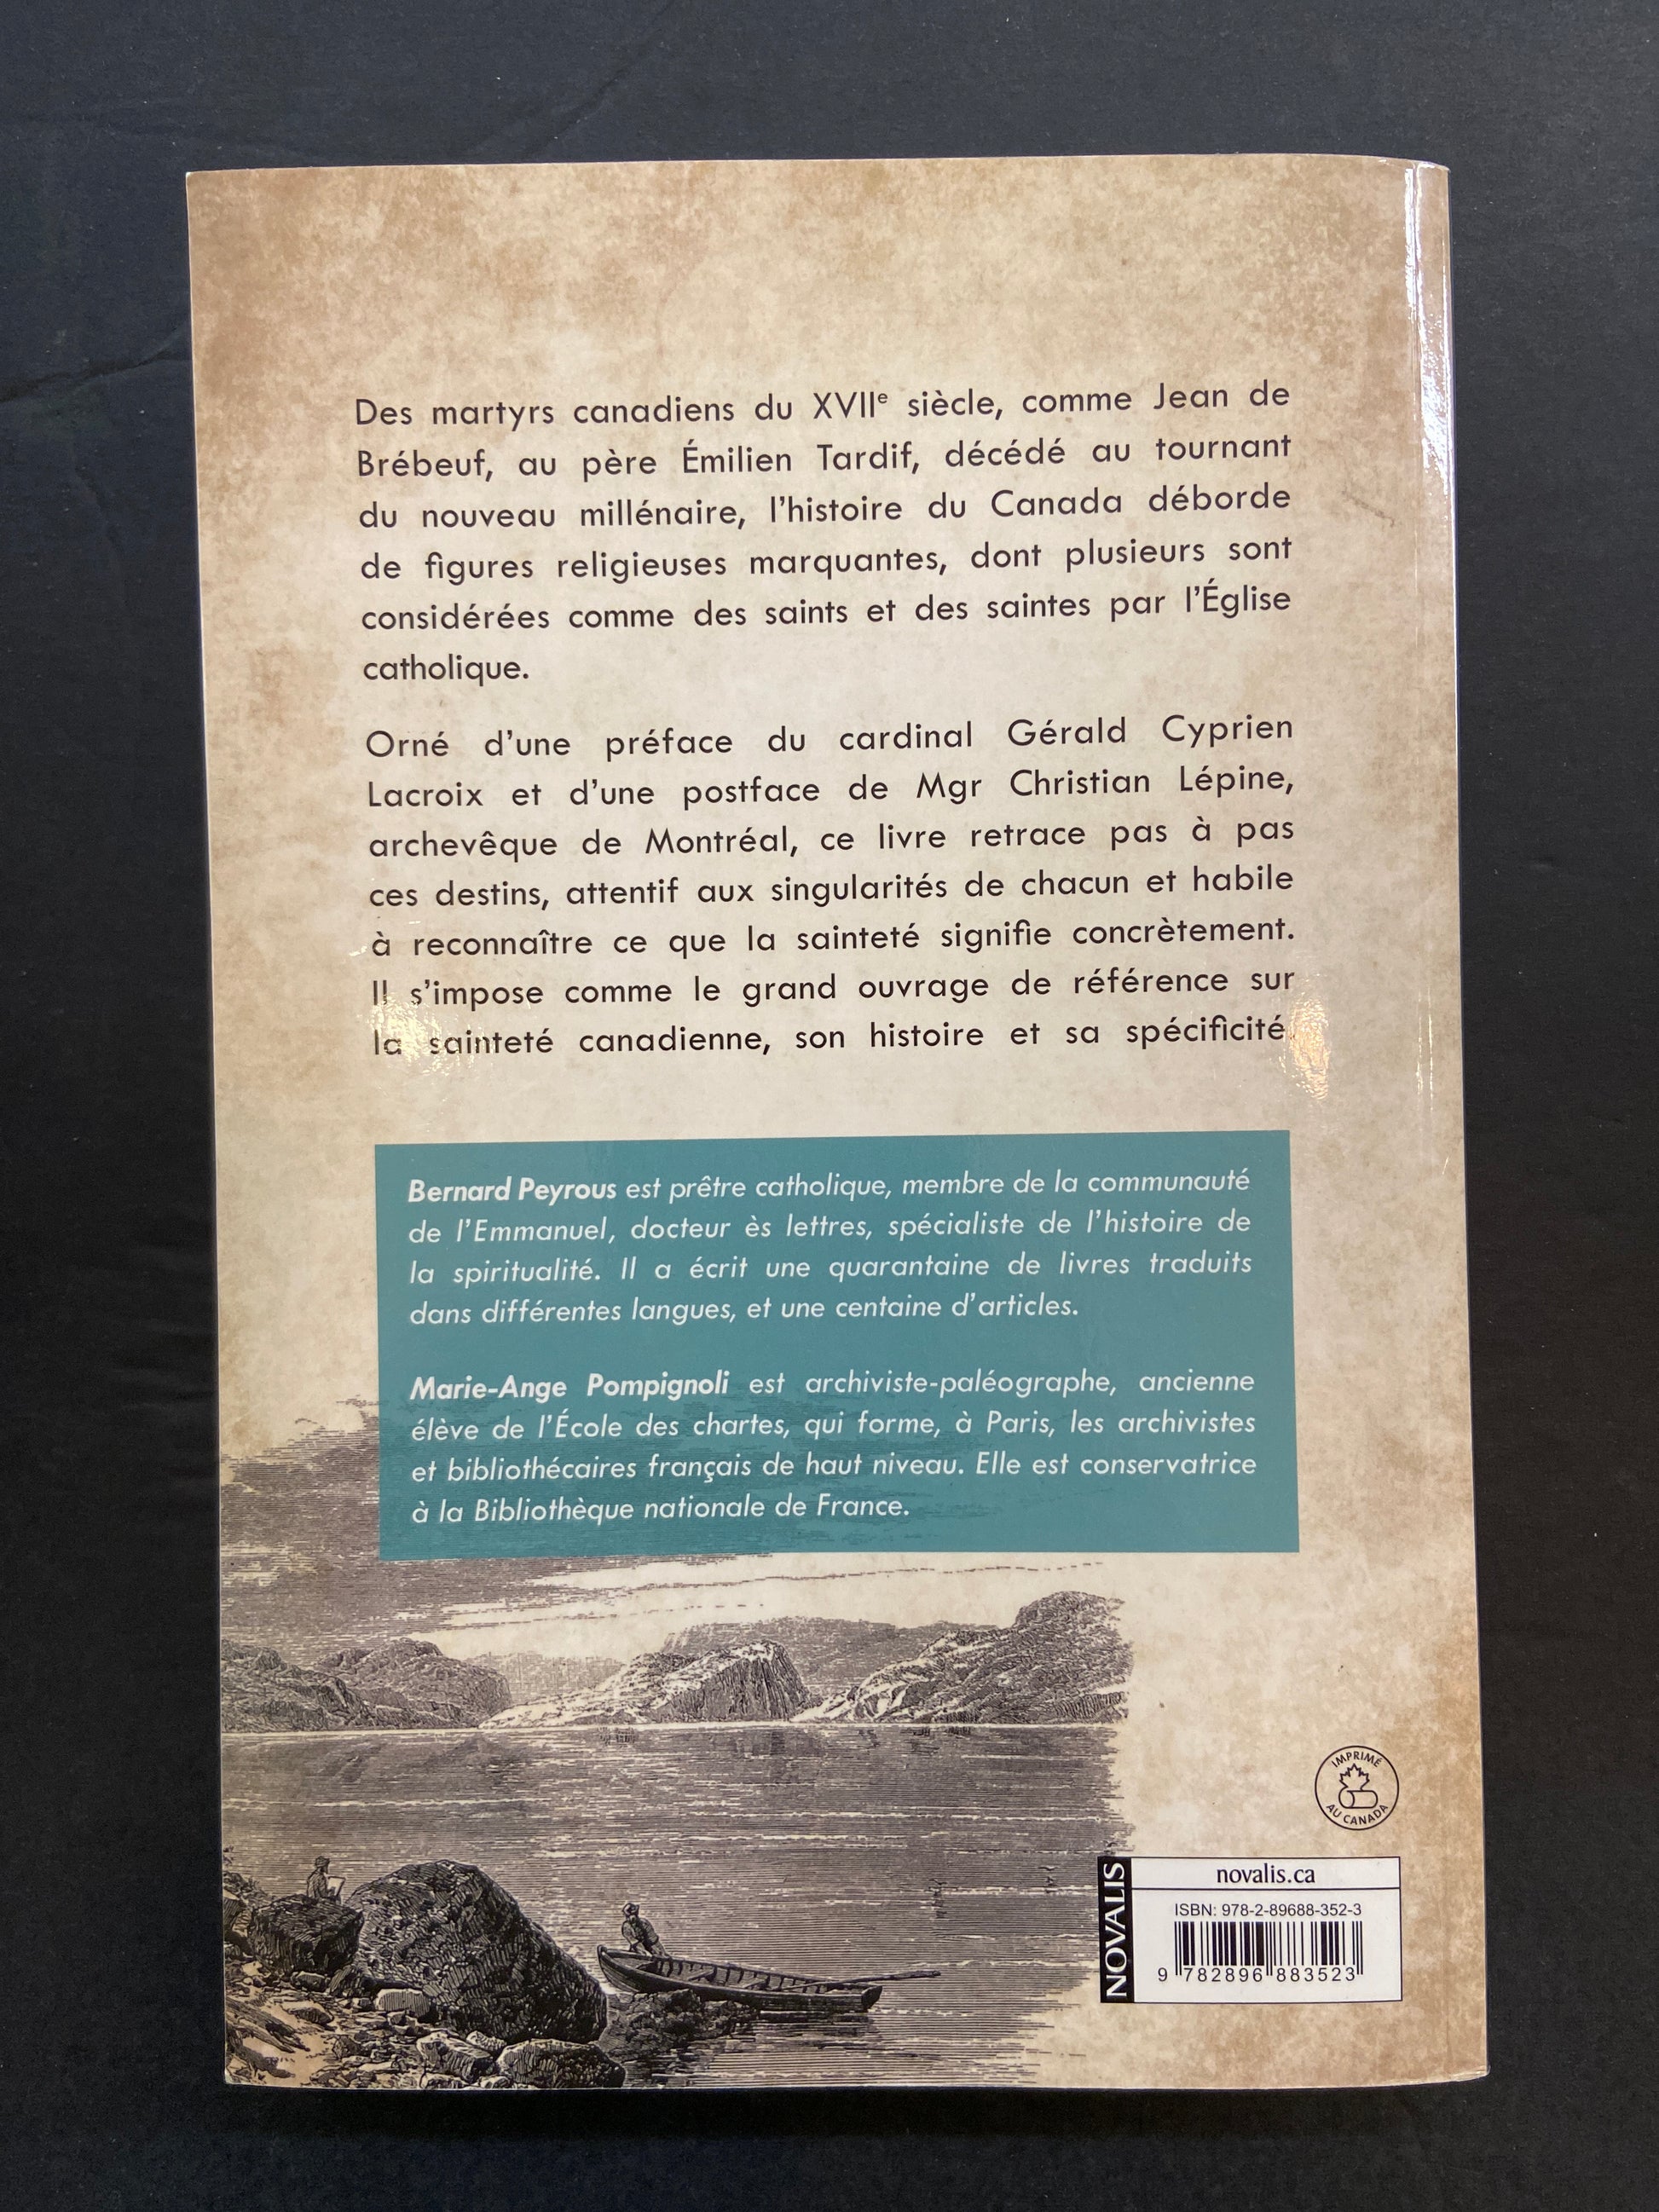 Des martyrs canadiens du XVIIe siècle, comme Jean de
Brébeuf, au père Émilien Tardif, décédé au tournant
du nouveau millénaire, l'histoire du Canada déborde
de figures religieuses marquantes, dont plusieurs sont
considérées comme des saints et des saintes par l'Église
catholique.
Orné d'une préface du cardinal Gérald Cyprien
Lacroix et d'une postface de Mgr Christian Lépine,
archevêque de Montréal, ce livre retrace pas à pas
ces destins, attentif aux singularités de chacun et habile
à reconnaître ce que la sainteté signifie concrètement.
Il s'impose comme le grand ouvrage de référence sur
la sainteté canadienne, son histoire et sa spécificité.
Bernard Peyrous est prêtre catholique, membre de la communauté
de l'Emmanuel, docteur ès lettres, spécialiste de l'histoire de
la spiritualité. Il a écrit une quarantaine de livres traduits
dans différentes langues, et une centaine d'articles.
Marie-Ange Pompignoli est archiviste-paléographe, ancienne
élève de l'École des chartes, qui forme, à Paris, les archivistes
et bibliothécaires français de haut niveau. Elle est conservatrice
à la Bibliothèque nationale de France.
IMPRIMÉ
AU CANADA
NOVALIS
novalis.ca
ISBN: 978-2-89688-352-3
9 782896 883523